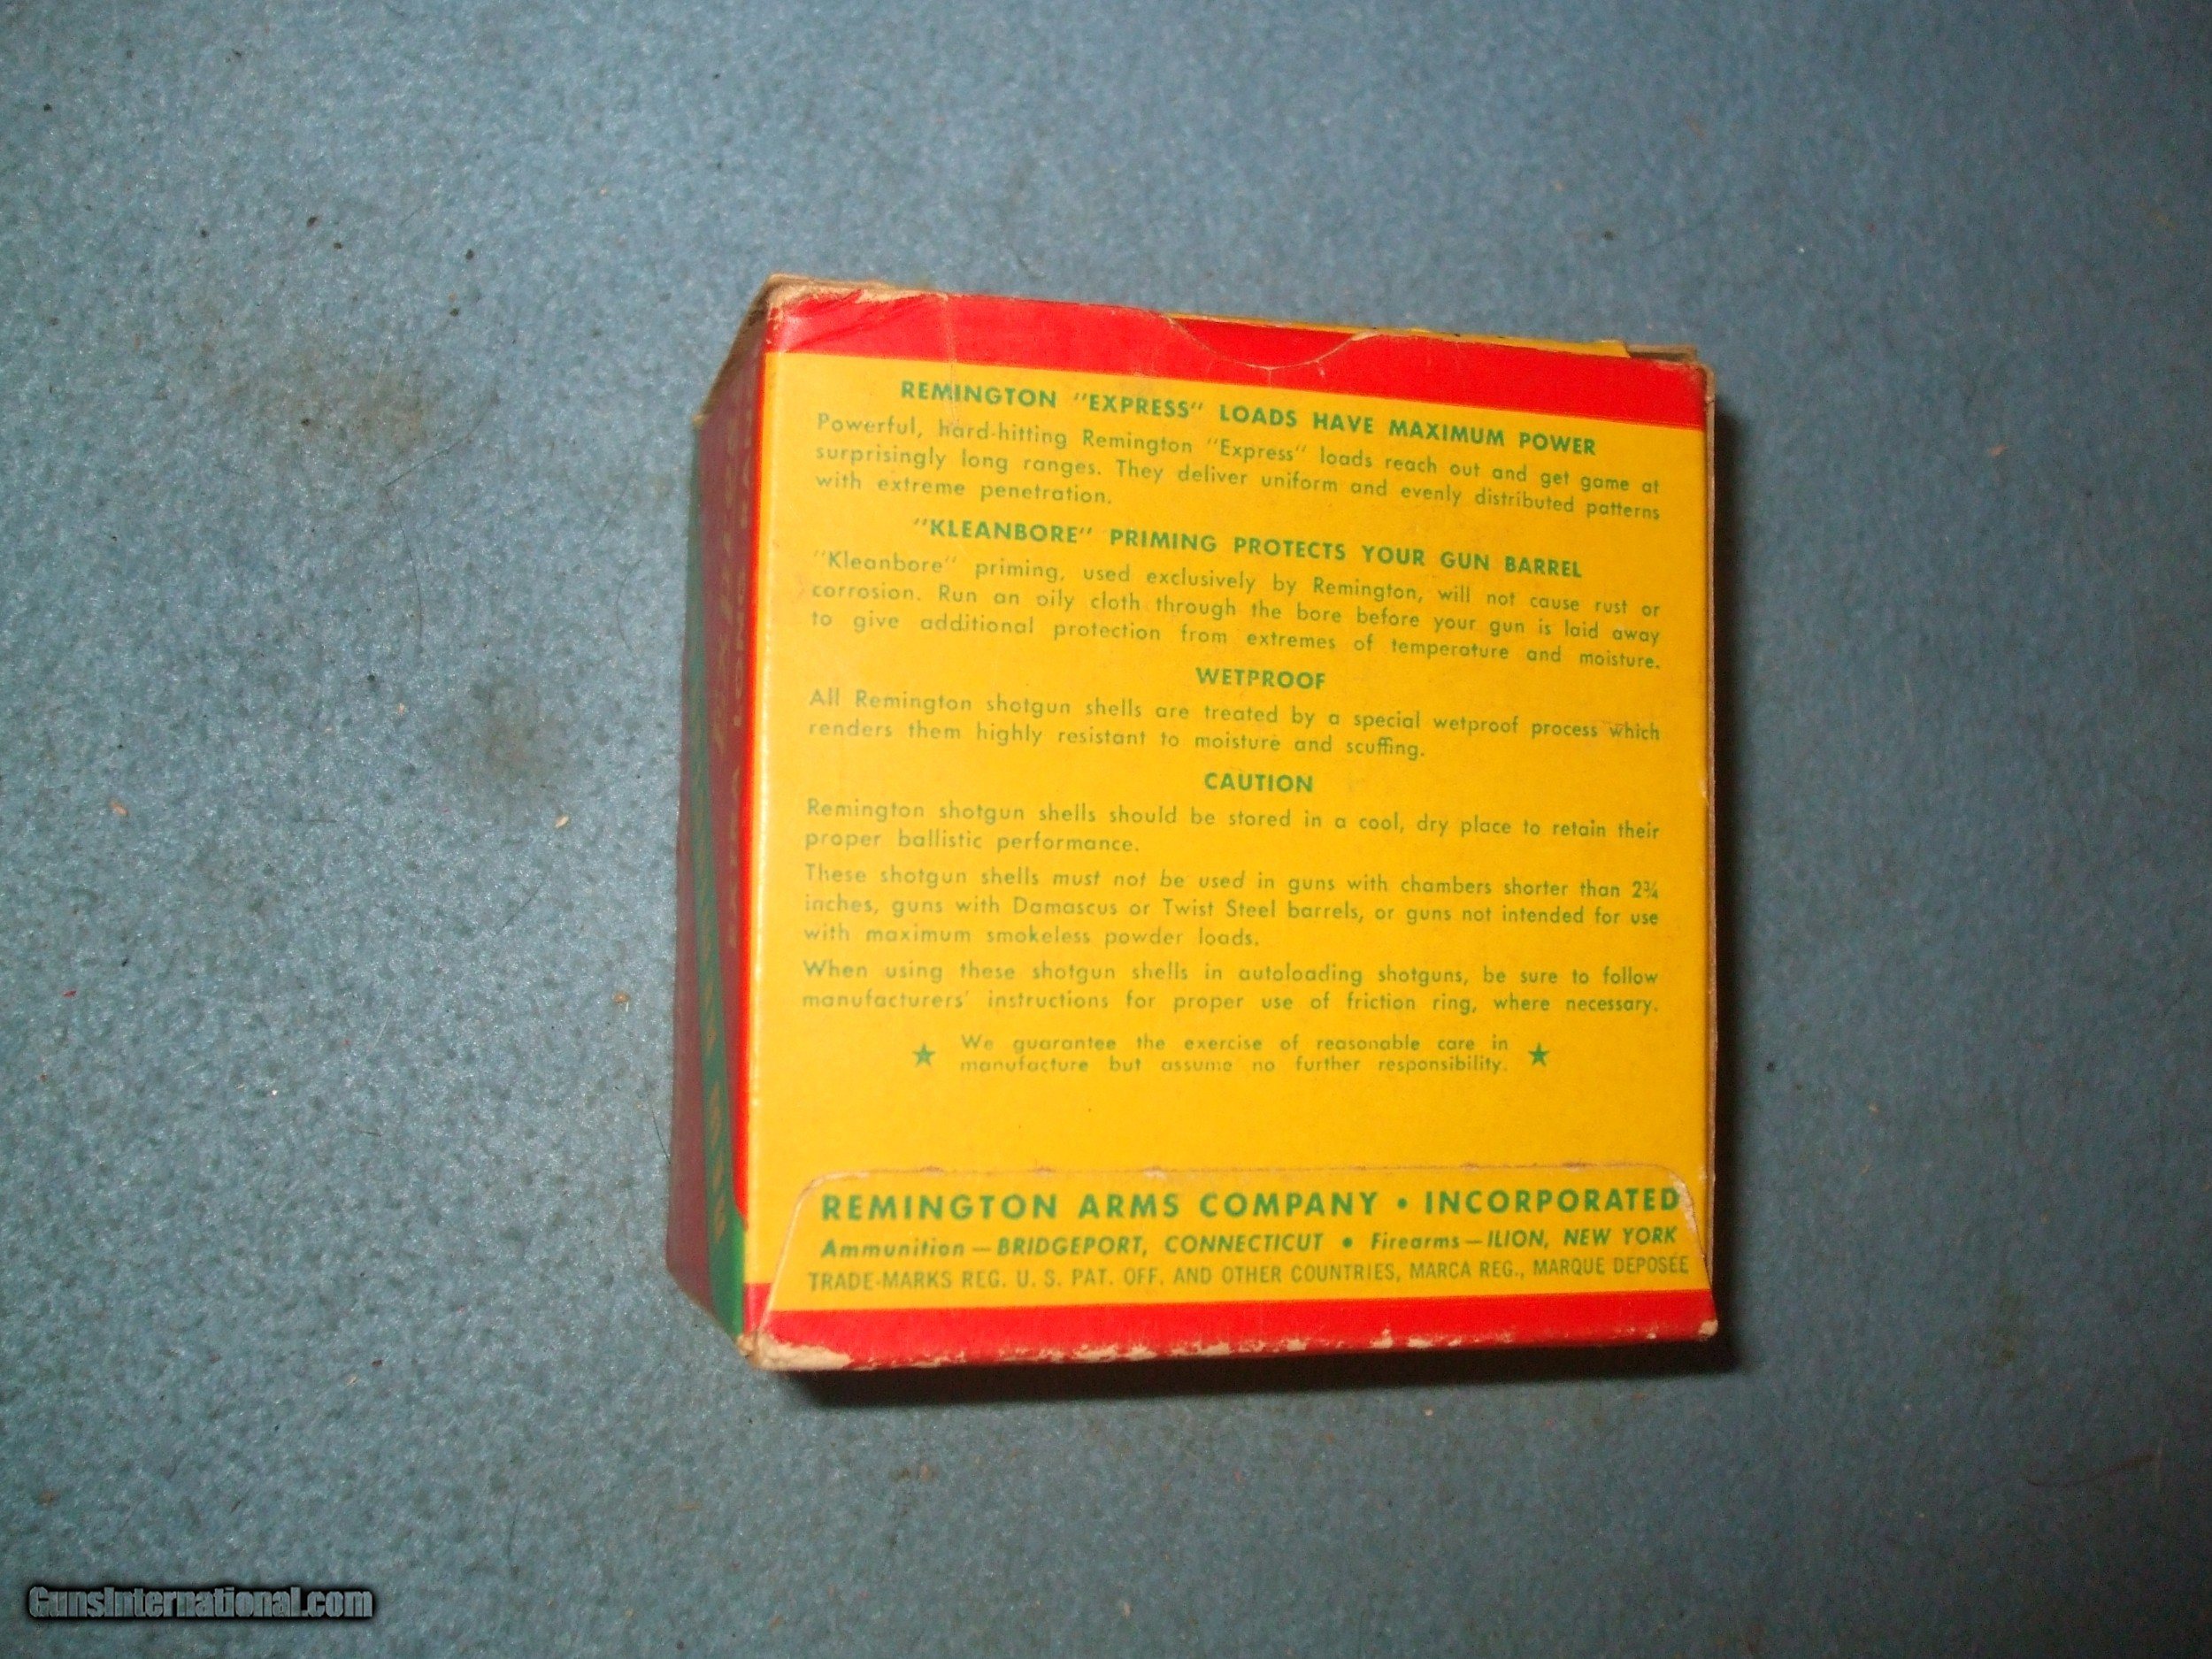 REMINGTON "EXPRESS" LOADS HAVE MAXIMUM POWER
Powerful, hard-hitting Remington "Express" loads reach out and get game at
surprisingly long ranges. They deliver uniform and evenly distributed patterns
with extreme penetration.
"KLEANBORE" PRIMING PROTECTS YOUR GUN BARREL
"Kleanbore" priming, used exclusively by Remington, will not cause rust or
corrosion. Run an oily cloth through the bore before your gun is laid away
to give additional protection from extremes of temperature and moisture.
WETPROOF
All Remington shotgun shells are treated by a special wetproof process which
renders them highly resistant to moisture and scuffing.
CAUTION
Remington shotgun shells should be stored in a cool, dry place to retain their
proper ballistic performance.
These shotgun shells must not be used in guns with chambers shorter than 2¾
inches, guns with Damascus or Twist Steel barrels, or guns not intended for use
with maximum smokeless powder loads.
When using these shotgun shells in autoloading shotguns, be sure to follow
manufacturers' instructions for proper use of friction ring, where necessary.
★ We guarantee the exercise of reasonable care in ★
manufacture but assume no further responsibility.
REMINGTON ARMS COMPANY • INCORPORATED
Ammunition — BRIDGEPORT, CONNECTICUT • Firearms — ILION, NEW YORK
TRADE-MARKS REG. U. S. PAT. OFF. AND OTHER COUNTRIES, MARCA REG., MARQUE DEPOSÉE
GunsInternational.com